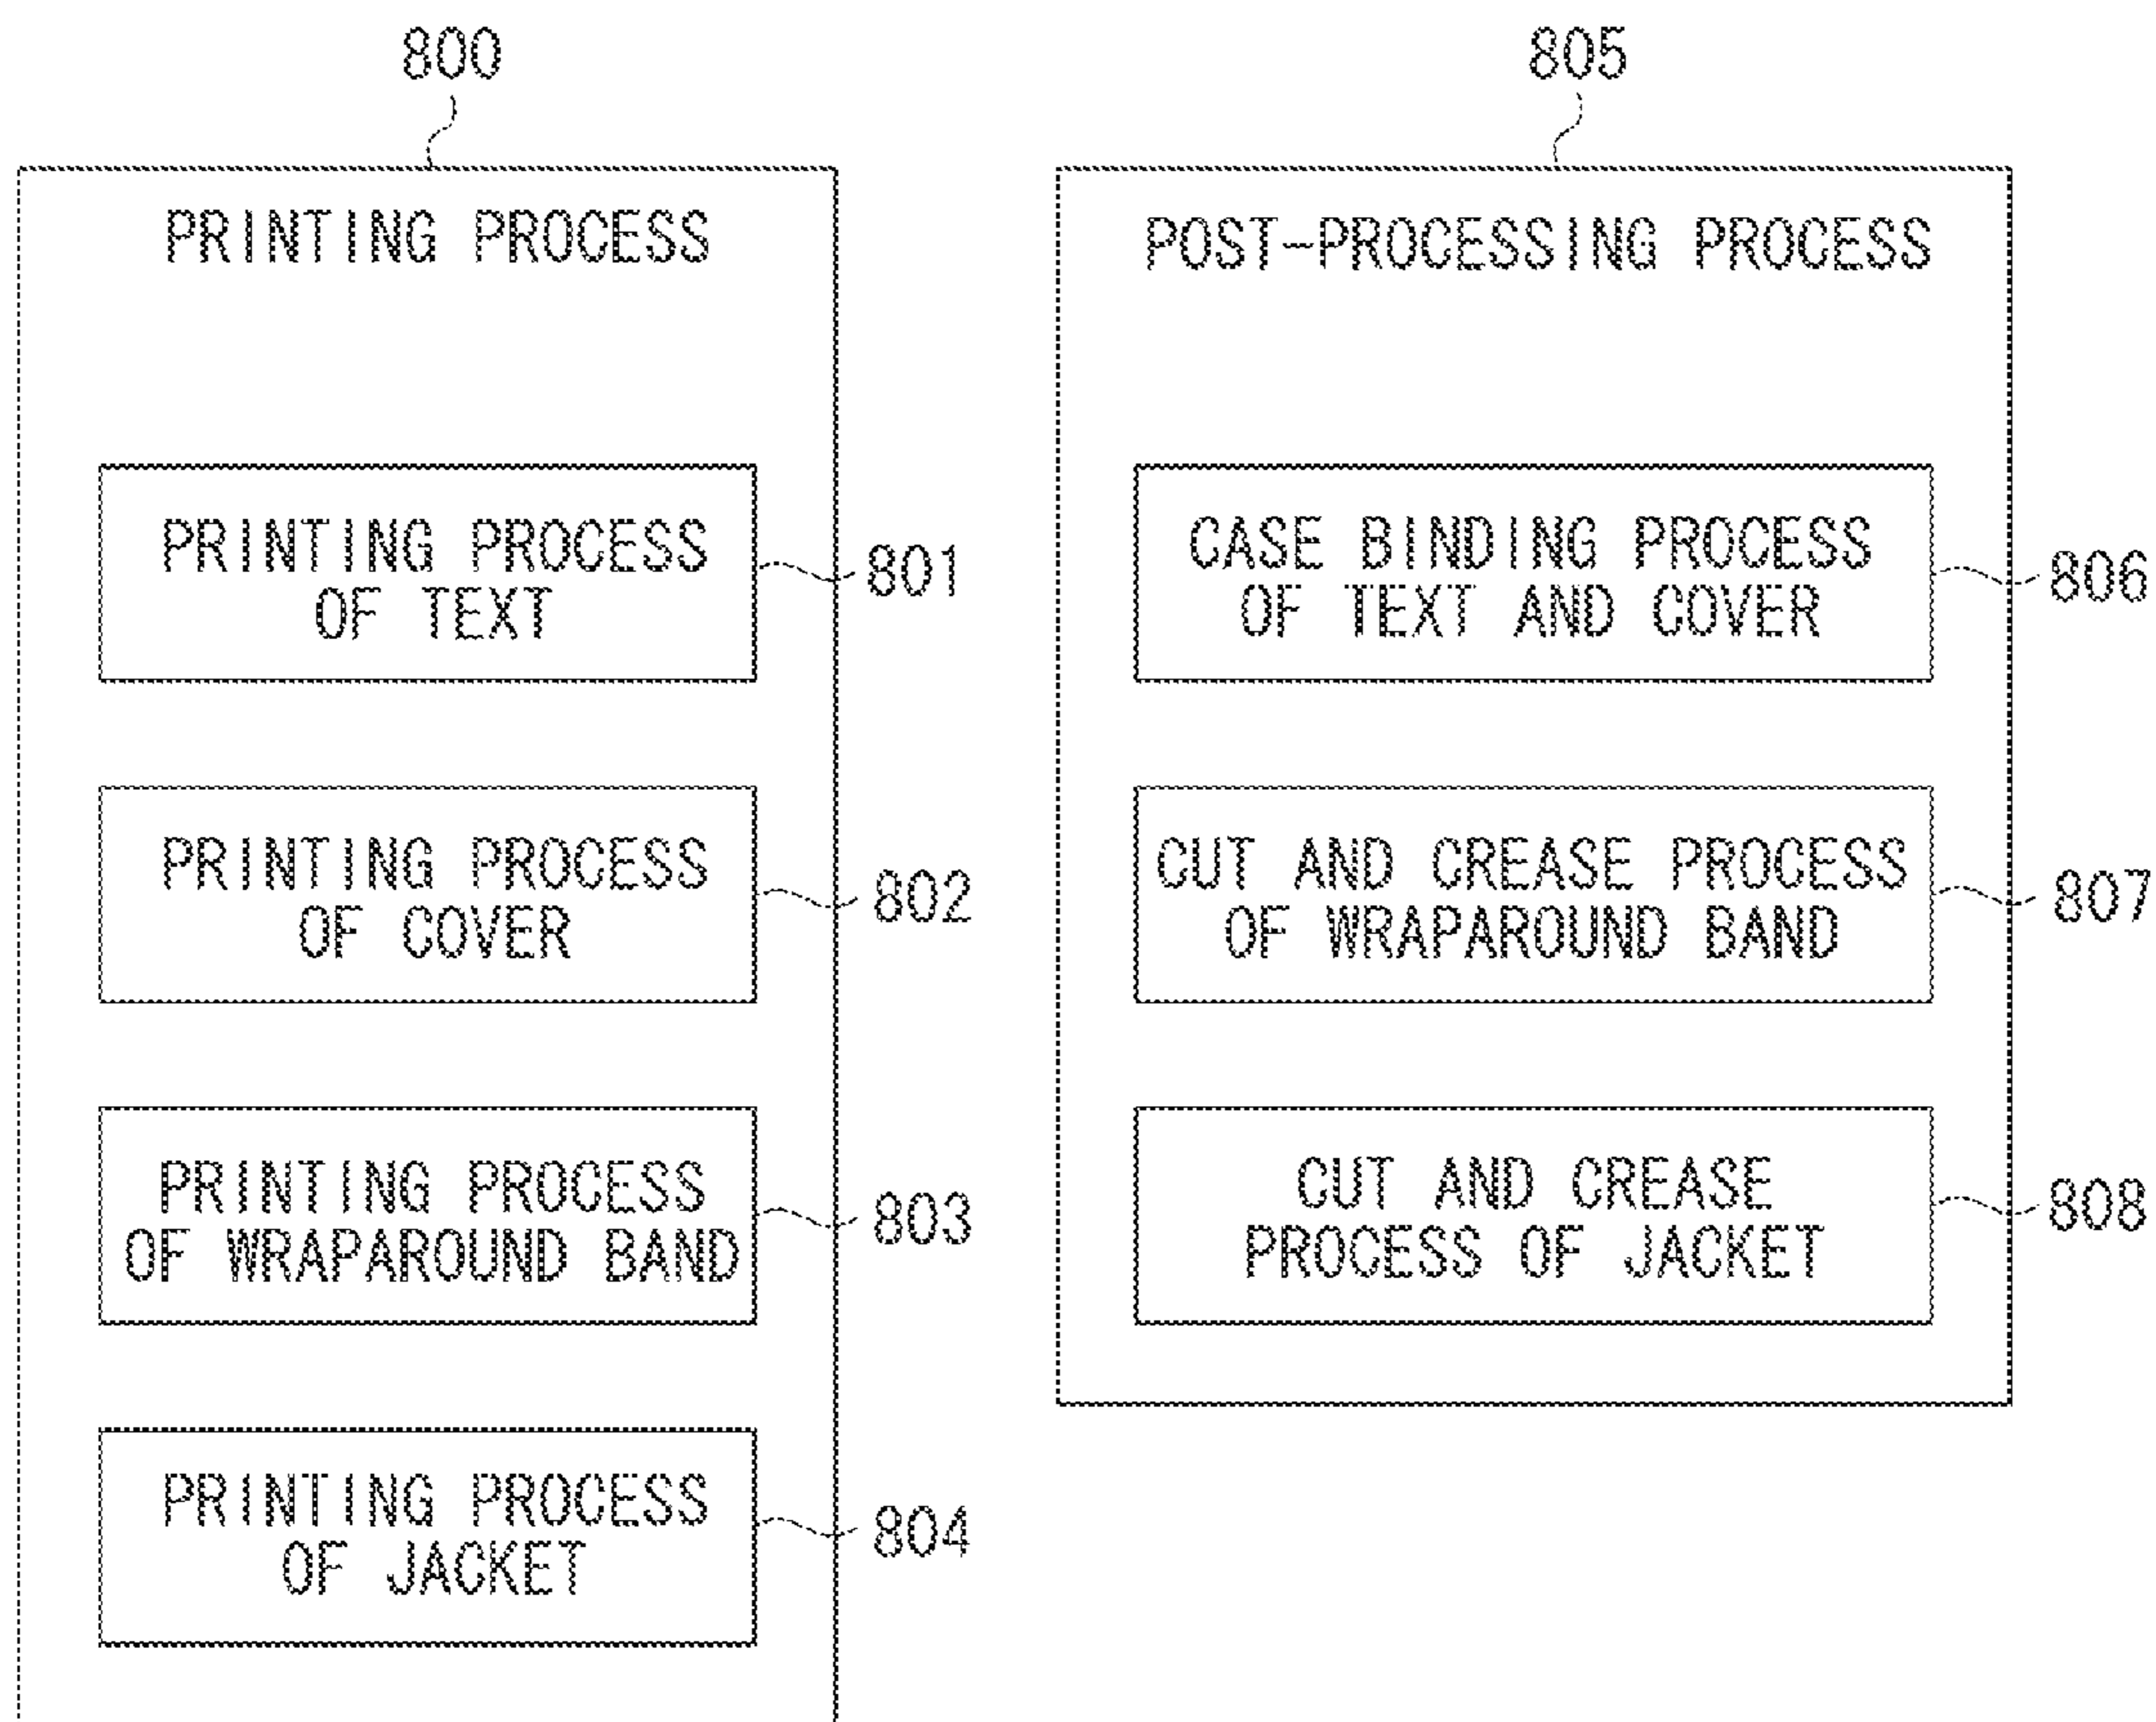 800
PRINTING PROCESS
PRINTING PROCESS
OF TEXT
801
PRINTING PROCESS
OF COVER
802
PRINTING PROCESS
OF WRAPAROUND BAND
803
PRINTING PROCESS
OF JACKET
804
805
POST-PROCESSING PROCESS
CASE BINDING PROCESS
OF TEXT AND COVER
806
CUT AND CREASE PROCESS
OF WRAPAROUND BAND
807
CUT AND CREASE
PROCESS OF JACKET
808